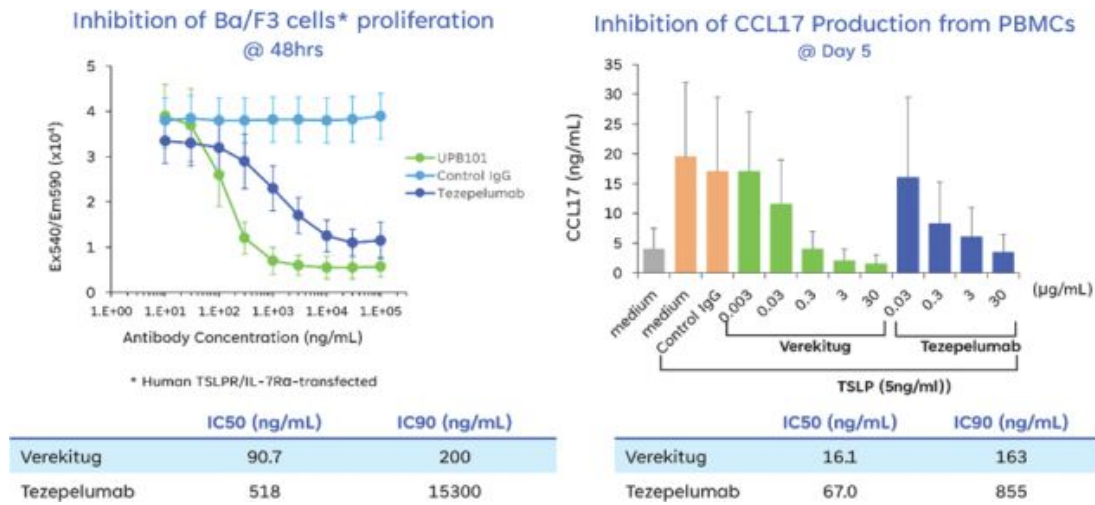 Inhibition of Ba/F3 cells* proliferation
@ 48hrs
Ex540/Em590 (x10⁴)
5
4
3
2
1
0
1.E+00 1.E+01 1.E+02 1.E+03 1.E+04 1.E+05
Antibody Concentration (ng/mL)
UPB101
Control IgG
Tezepelumab
* Human TSLPR/IL-7Rα-transfected
IC50 (ng/mL) IC90 (ng/mL)
Verekitug 90.7 200
Tezepelumab 518 15300
Inhibition of CCL17 Production from PBMCs
@ Day 5
CCL17 (ng/mL)
35
30
25
20
15
10
5
0
medium medium Control IgG 0.003 0.03 0.3 3 30 0.03 0.3 3 30 (µg/mL)
Verekitug Tezepelumab
TSLP (5ng/ml))
IC50 (ng/mL) IC90 (ng/mL)
Verekitug 16.1 163
Tezepelumab 67.0 855